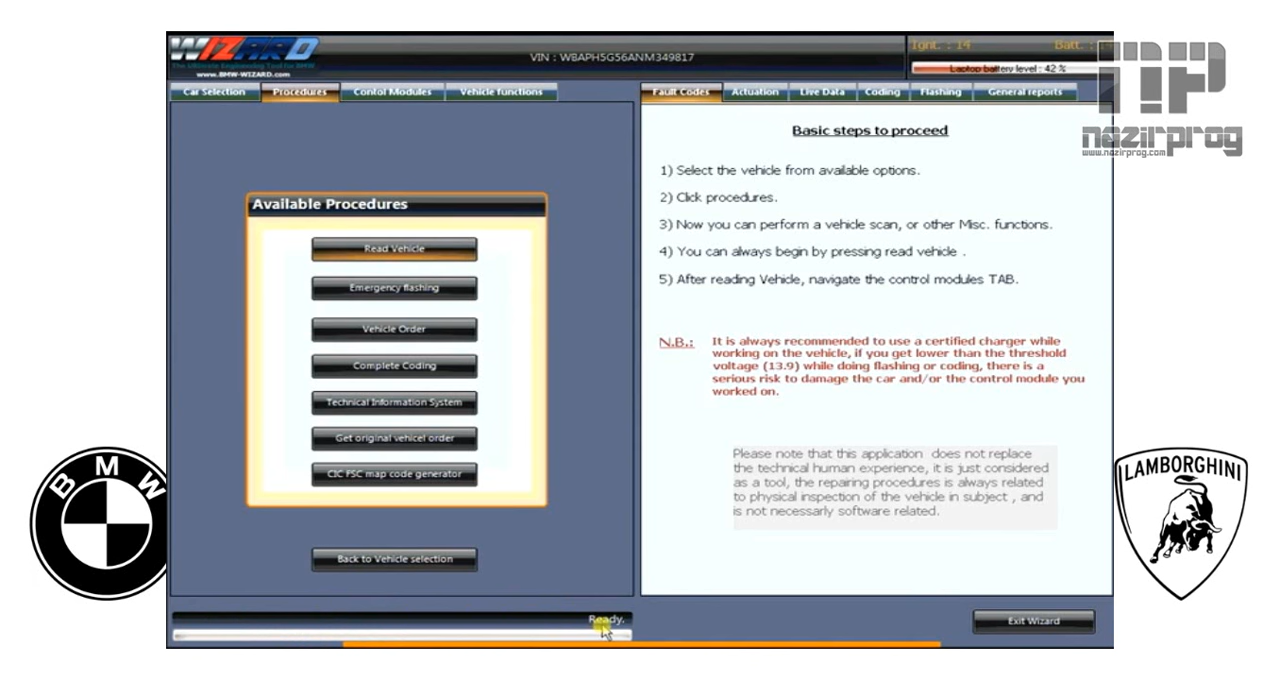 WIZARD
The Ultimate Engineering Tool for BMW
www.BMW-WIZARD.com
VIN : WBAPH5G56ANM349817
Ignt. : 14
Batt. :
Laptop battery level : 42 %
Car Selection
Procedures
Contol Modules
Vehicle functions
Fault Codes
Actuation
Live Data
Coding
Flashing
General reports
nazirprog
www.nazirprog.com
Available Procedures
Read Vehicle
Emergency flashing
Vehicle Order
Complete Coding
Technical Information System
Get original vehicel order
CIC FSC map code generator
Back to Vehicle selection
Ready.
Basic steps to proceed
1) Select the vehicle from available options.
2) Click procedures.
3) Now you can perform a vehicle scan, or other Misc. functions.
4) You can always begin by pressing read vehicle .
5) After reading Vehicle, navigate the control modules TAB.
N.B.: It is always recommended to use a certified charger while
working on the vehicle, if you get lower than the threshold
voltage (13.9) while doing flashing or coding, there is a
serious risk to damage the car and/or the control module you
worked on.
Please note that this application does not replace
the technical human experience, it is just considered
as a tool, the repairing procedures is always related
to physical inspection of the vehicle in subject , and
is not necessarly software related.
Exit Wizard
BMW
LAMBORGHINI